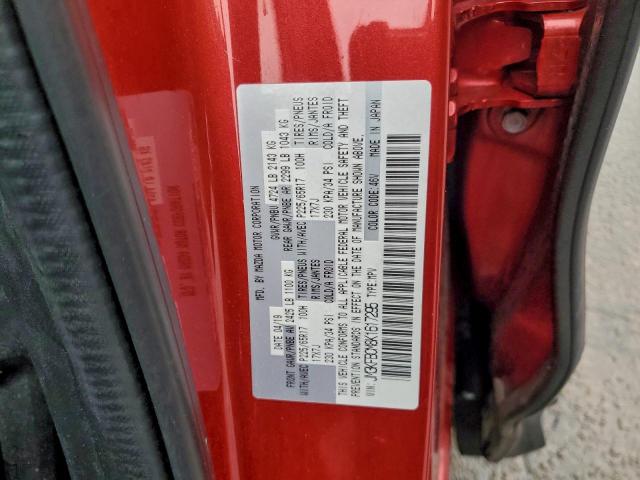 MFD BY MAZDA MOTOR CORPORATION
DATE 04/19 GVWR/PNBV 4724 LB 2143 KG
FRONT GAWR/PNBE AV 2425 LB 1100 KG REAR GAWR/PNBE AR 2299 LB 1043 KG
WITH/AVEC P225/65R17 100H TIRES/PNEUS WITH/AVEC P225/65R17 100H TIRES/PNEUS
17X7J RIMS/JANTES 17X7J RIMS/JANTES
230 KPA/34 PSI COLD/A FROID 230 KPA/34 PSI COLD/A FROID
THIS VEHICLE CONFORMS TO ALL APPLICABLE FEDERAL MOTOR VEHICLE SAFETY AND THEFT
PREVENTION STANDARDS IN EFFECT ON THE DATE OF MANUFACTURE SHOWN ABOVE.
VIN: TYPE: MPV COLOR CODE: 46V MADE IN JAPAN